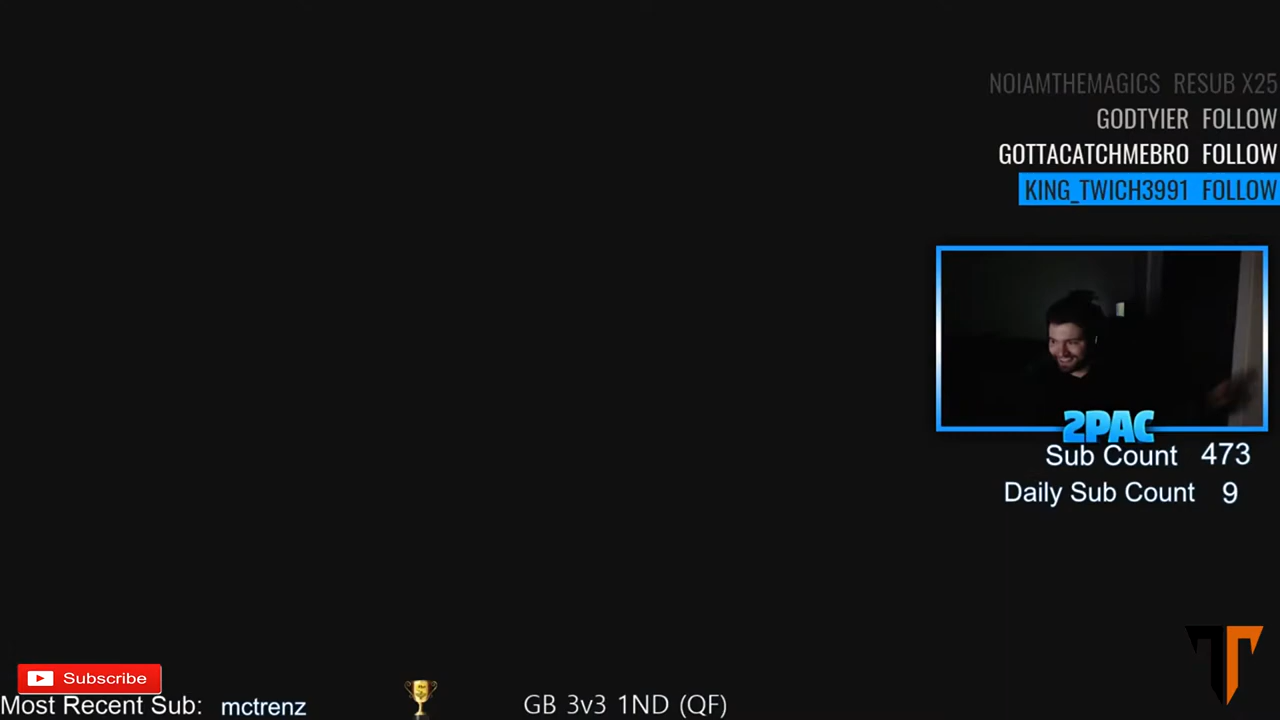 NOIAMTHEMAGICS RESUB X25
GODTYIER FOLLOW
GOTTACATCHMEBRO FOLLOW
KING_TWICH3991 FOLLOW
2PAC
Sub Count 473
Daily Sub Count 9
Subscribe
Most Recent Sub: mctrenz
GB 3v3 1ND (QF)